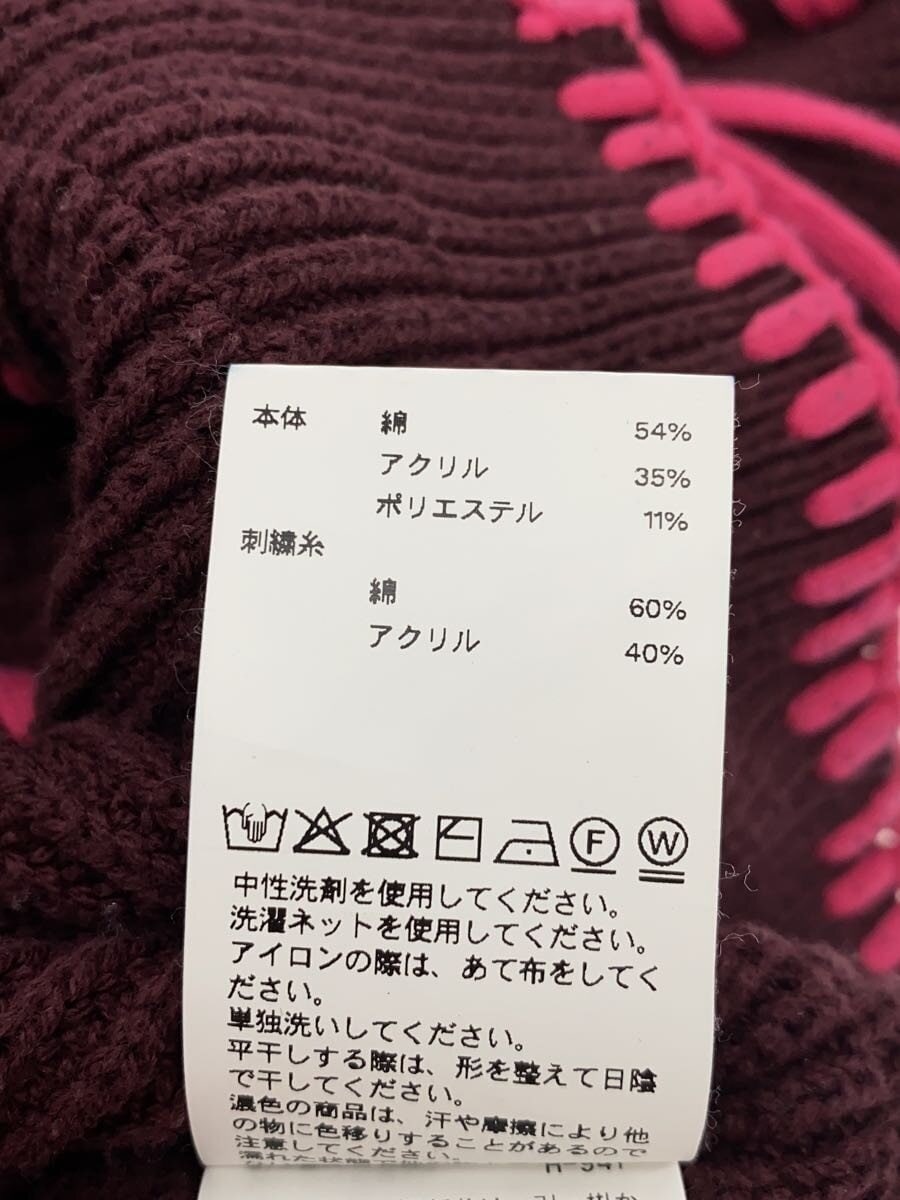 本体 綿 54%
アクリル 35%
ポリエステル 11%
刺繍糸
綿 60%
アクリル 40%
F W
中性洗剤を使用してください。
洗濯ネットを使用してください。
アイロンの際は、あて布をしてく
ださい。
単独洗いしてください。
平干しする際は、形を整えて日陰
で干してください。
濃色の商品は、汗や摩擦により他
の物に色移りすることがあるので
注意してください。
濡れた状態で